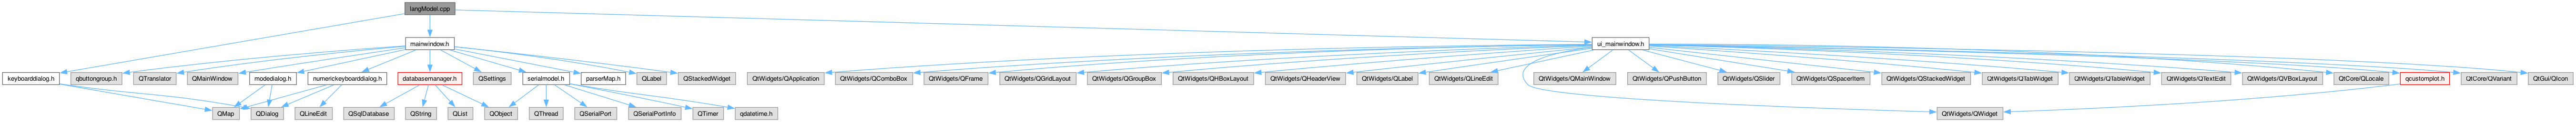 langModel.cpp
mainwindow.h
ui_mainwindow.h
keyboarddialog.h
qbuttongroup.h
QTranslator
QMainWindow
modedialog.h
numerickeyboarddialog.h
databasemanager.h
QSettings
serialmodel.h
parserMap.h
QLabel
QStackedWidget
QtWidgets/QApplication
QtWidgets/QComboBox
QtWidgets/QFrame
QtWidgets/QGridLayout
QtWidgets/QGroupBox
QtWidgets/QHBoxLayout
QtWidgets/QHeaderView
QtWidgets/QLabel
QtWidgets/QLineEdit
QtWidgets/QMainWindow
QtWidgets/QPushButton
QtWidgets/QSlider
QtWidgets/QSpacerItem
QtWidgets/QStackedWidget
QtWidgets/QTabWidget
QtWidgets/QTableWidget
QtWidgets/QTextEdit
QtWidgets/QVBoxLayout
QtCore/QLocale
qcustomplot.h
QtCore/QVariant
QtGui/QIcon
QMap
QDialog
QLineEdit
QSqlDatabase
QString
QList
QObject
QThread
QSerialPort
QSerialPortInfo
QTimer
qdatetime.h
QtWidgets/QWidget